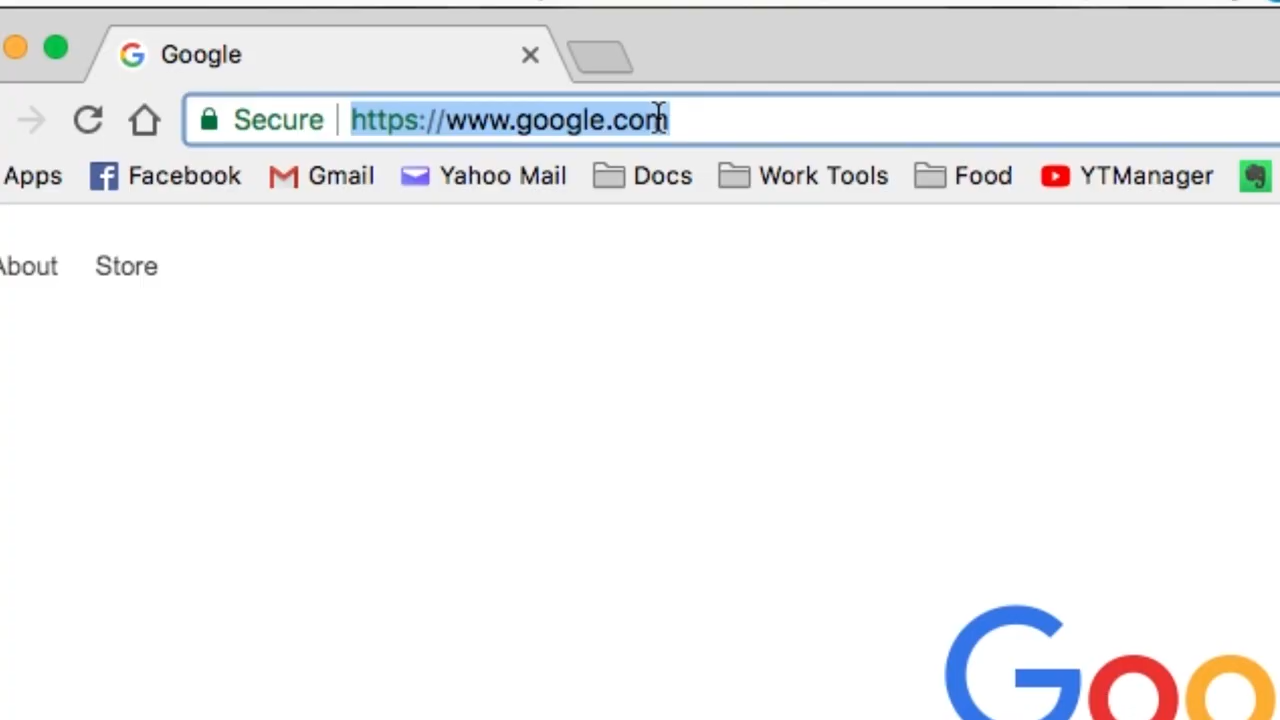 Google
Secure https://www.google.com
Apps Facebook Gmail Yahoo Mail Docs Work Tools Food YTManager
About Store
Goo